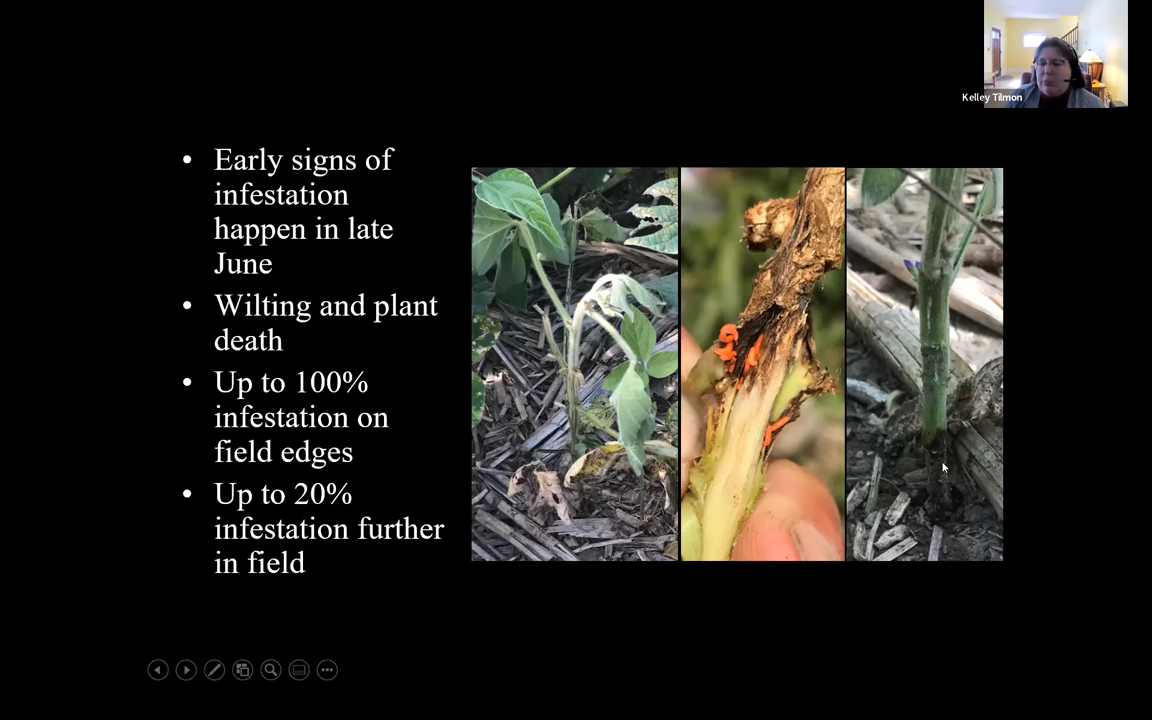 Kelley Tilmon
• Early signs of
infestation
happen in late
June
• Wilting and plant
death
• Up to 100%
infestation on
field edges
• Up to 20%
infestation further
in field